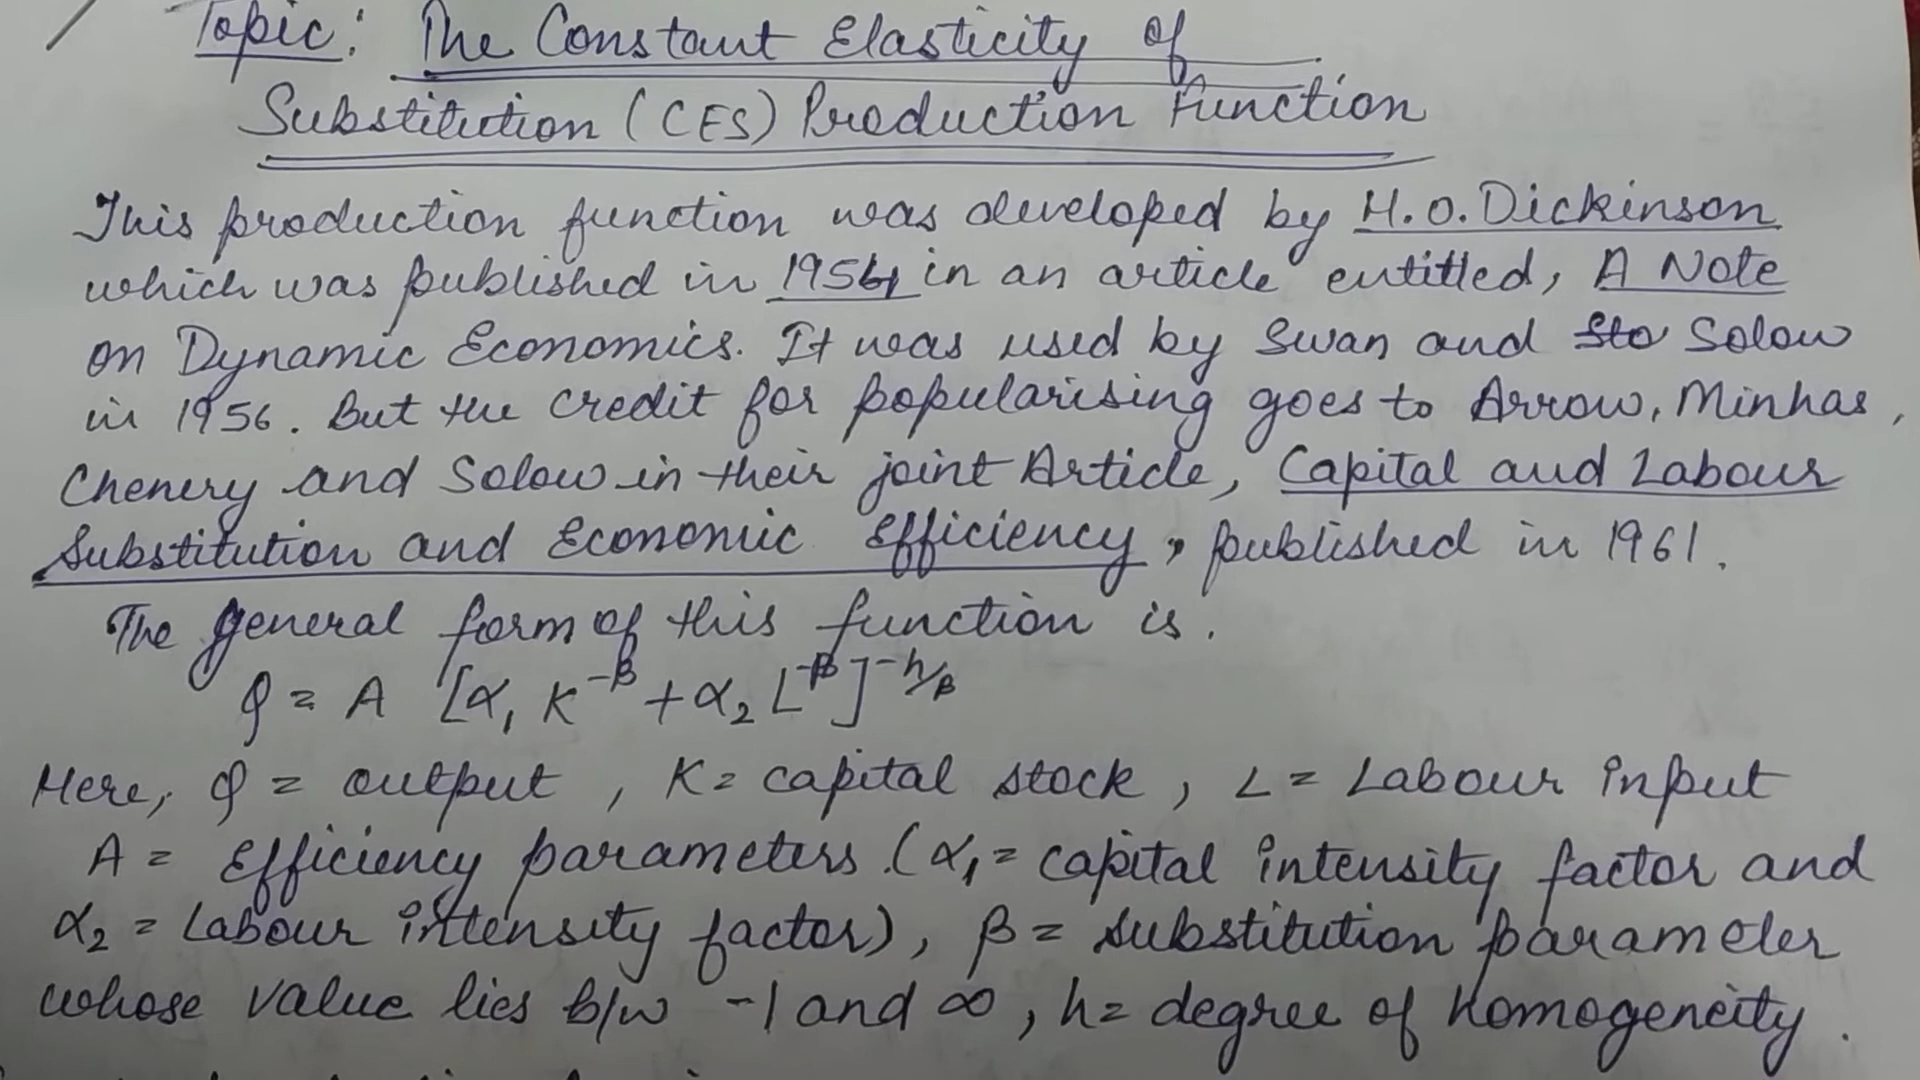 Topic: The Constant Elasticity of
Substitution (CES) Production Function
This production function was developed by H.O. Dickinson
which was published in 1954 in an article entitled, A Note
on Dynamic Economics. It was used by Swan and Sto Solow
in 1956. But the credit for popularising goes to Arrow, Minhas,
Chenery and Solow in their joint Article, Capital and Labour
Substitution and Economic Efficiency, published in 1961.
The general form of this function is.
Q = A [α₁ K^-β + α₂ L^-β]^-h/β
Here, Q = output, K = capital stock, L = Labour input
A = Efficiency parameters. (α₁ = capital intensity factor and
α₂ = Labour intensity factor), β = substitution parameter
whose value lies b/w -1 and ∞, h = degree of homogeneity.